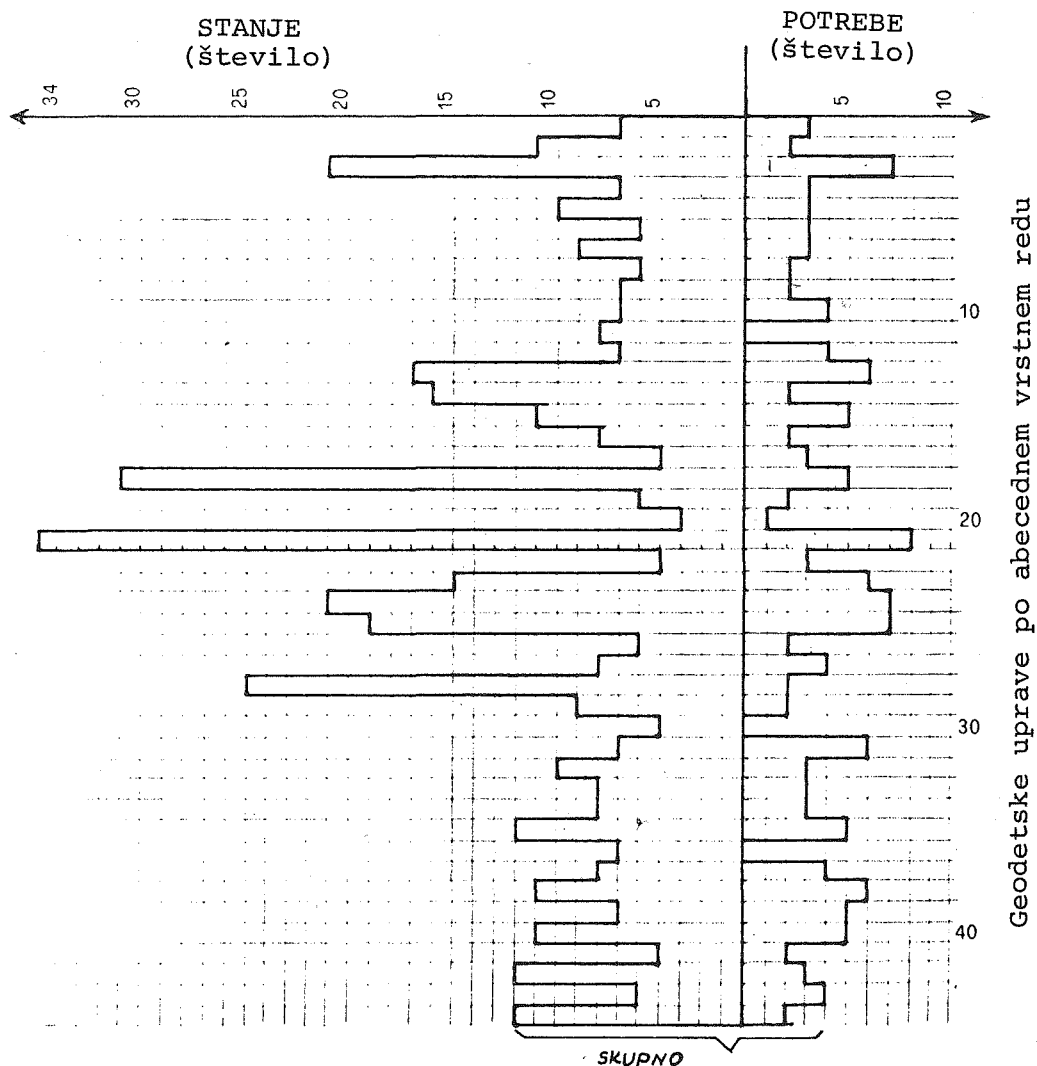 STANJE
(število)
POTREBE
(število)
34 30 25 20 15 10 5 5 10
10
20
30
40
Geodetske uprave po abecednem vrstnem redu
SKUPNO